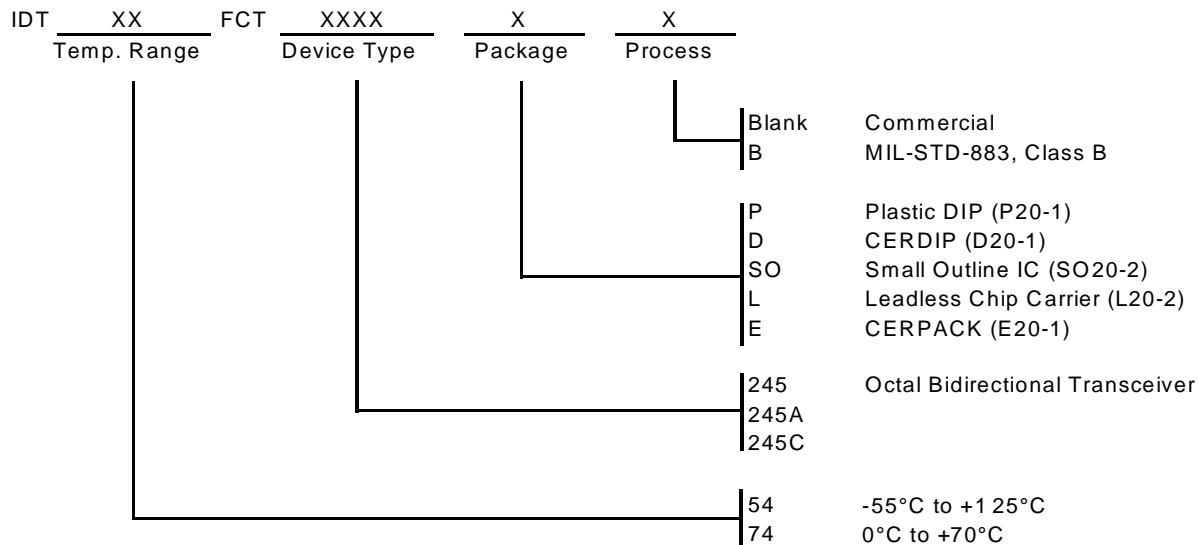 IDT XX FCT XXXX X X
Temp. Range Device Type Package Process
Blank Commercial
B MIL-STD-883, Class B
P Plastic DIP (P20-1)
D CERDIP (D20-1)
SO Small Outline IC (SO20-2)
L Leadless Chip Carrier (L20-2)
E CERPACK (E20-1)
245 Octal Bidirectional Transceiver
245A
245C
54 -55°C to +1 25°C
74 0°C to +70°C